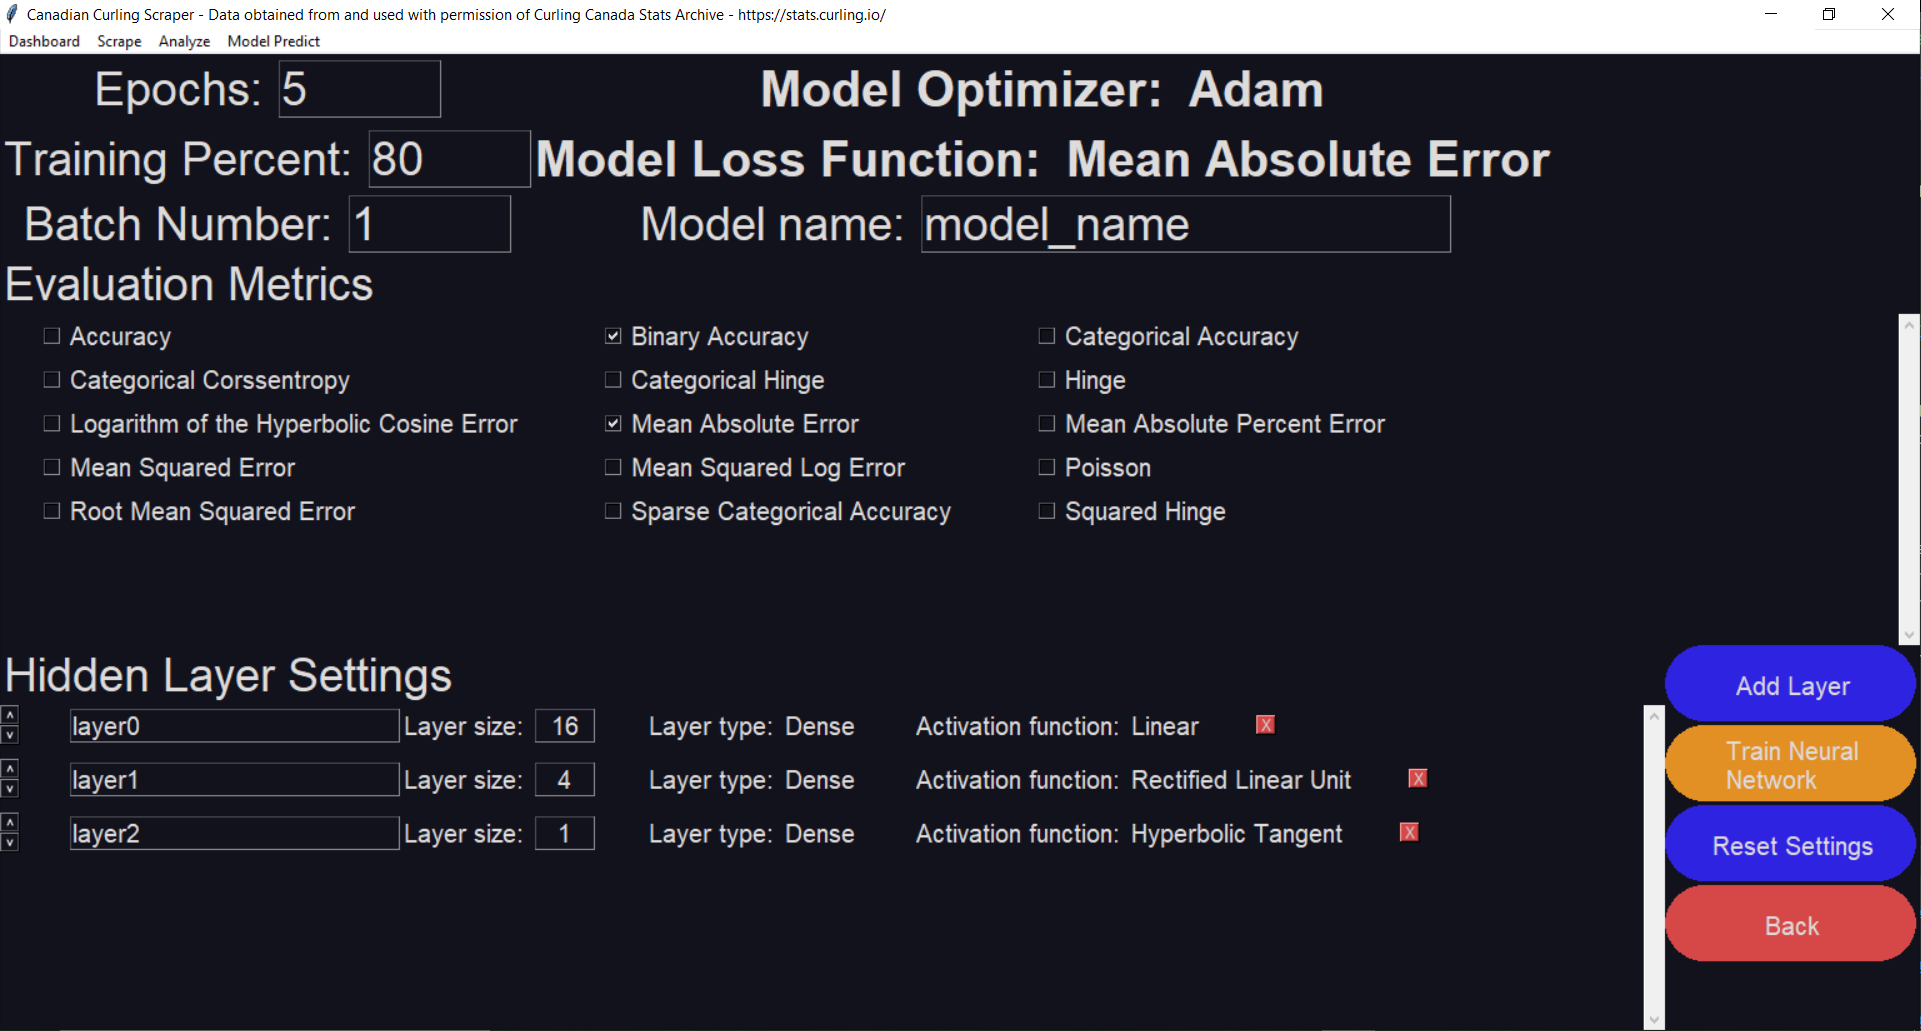 Canadian Curling Scraper - Data obtained from and used with permission of Curling Canada Stats Archive - https://stats.curling.io/
Dashboard Scrape Analyze Model Predict
Epochs: 5 Model Optimizer: Adam
Training Percent: 80 Model Loss Function: Mean Absolute Error
Batch Number: 1 Model name: model_name
Evaluation Metrics
Accuracy Binary Accuracy Categorical Accuracy
Categorical Corssentropy Categorical Hinge Hinge
Logarithm of the Hyperbolic Cosine Error Mean Absolute Error Mean Absolute Percent Error
Mean Squared Error Mean Squared Log Error Poisson
Root Mean Squared Error Sparse Categorical Accuracy Squared Hinge
Hidden Layer Settings
layer0 Layer size: 16 Layer type: Dense Activation function: Linear X
layer1 Layer size: 4 Layer type: Dense Activation function: Rectified Linear Unit X
layer2 Layer size: 1 Layer type: Dense Activation function: Hyperbolic Tangent X
Add Layer
Train Neural
Network
Reset Settings
Back